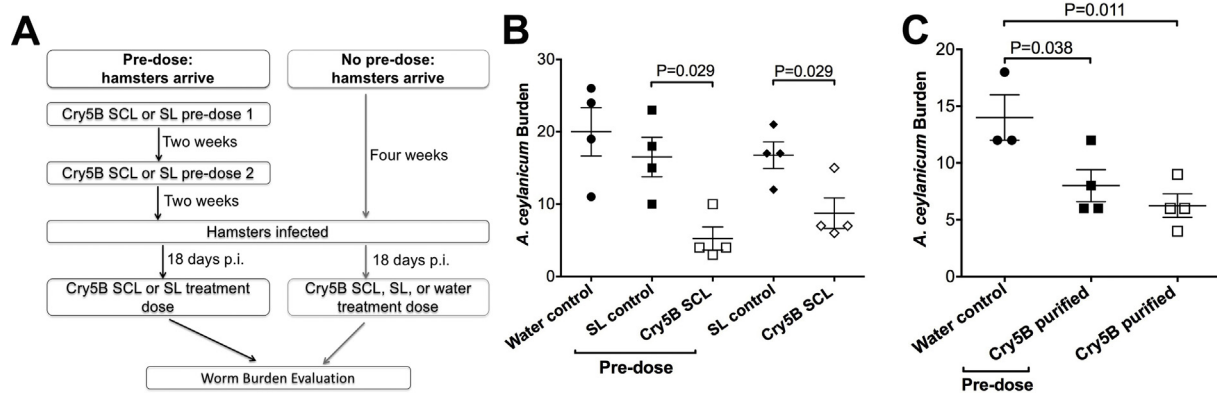 A
Pre-dose:
hamsters arrive
No pre-dose:
hamsters arrive
Cry5B SCL or SL pre-dose 1
Two weeks
Four weeks
Cry5B SCL or SL pre-dose 2
Two weeks
Hamsters infected
18 days p.i.
18 days p.i.
Cry5B SCL or SL treatment
dose
Cry5B SCL, SL, or water
treatment dose
Worm Burden Evaluation
B
A. ceylanicum Burden
30
20
10
0
P=0.029
P=0.029
Water control
SL control
Cry5B SCL
SL control
Cry5B SCL
Pre-dose
C
A. ceylanicum Burden
20
15
10
5
0
P=0.011
P=0.038
Water control
Cry5B purified
Cry5B purified
Pre-dose